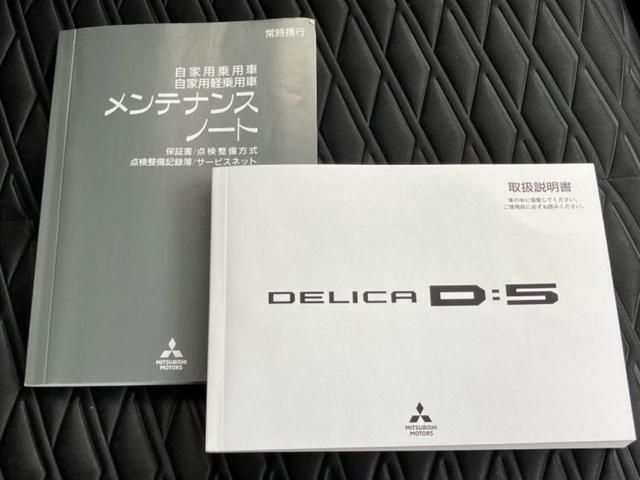 常時携行
自家用乗用車
自家用軽乗用車
メンテナンス
ノート
保証書/点検整備方式
点検整備記録簿/サービスネット
MITSUBISHI
MOTORS
取扱説明書
車の中に保管してください。
ご使用前に必ずお読みください。
DELICA D:5
MITSUBISHI
MOTORS